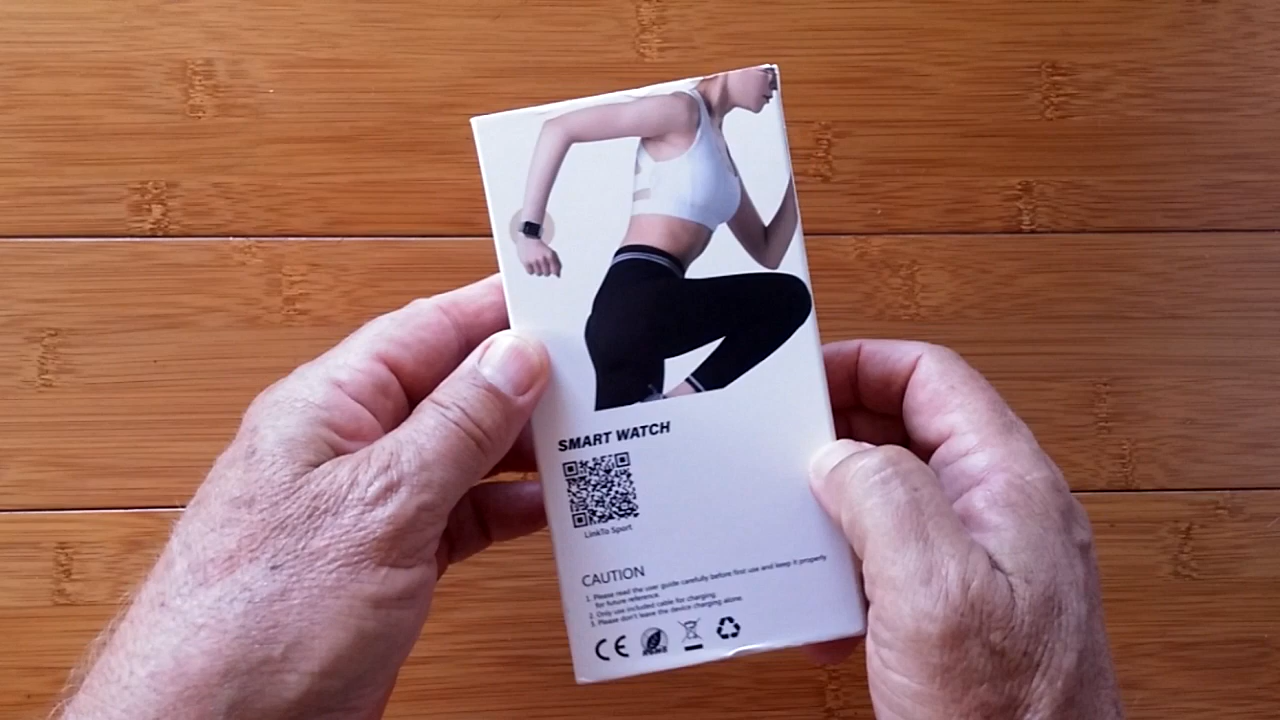 SMART WATCH
LinkTo Sport
CAUTION
1. Please read the user guide carefully before first use and keep it properly
for future reference.
2. Only use included cable for charging.
3. Please don't leave the device charging alone.
CE